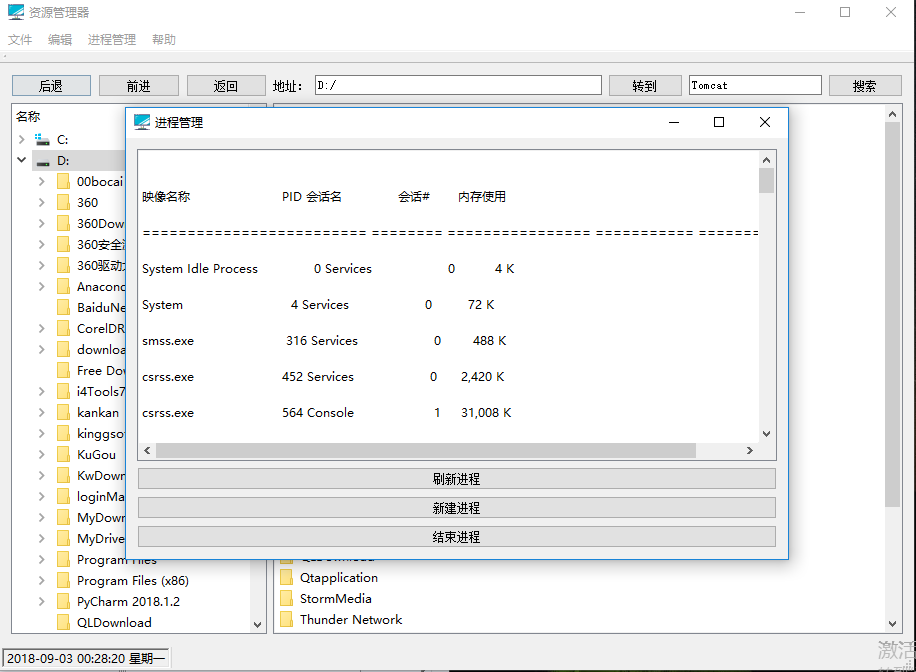 资源管理器
文件 编辑 进程管理 帮助
后退 前进 返回 地址: D:/ 转到 Tomcat 搜索
名称
C:
D:
00bocai
360
360Dow
360安全
360驱动
Anacond
BaiduNe
CorelDR
downloa
Free Dow
i4Tools7
kankan
kinggso
KuGou
KwDown
loginMa
MyDown
MyDrive
Program Files
Program Files (x86)
PyCharm 2018.1.2
QLDownload
进程管理
映像名称 PID 会话名 会话# 内存使用
========================= ======== ================ =========== =======
System Idle Process 0 Services 0 4 K
System 4 Services 0 72 K
smss.exe 316 Services 0 488 K
csrss.exe 452 Services 0 2,420 K
csrss.exe 564 Console 1 31,008 K
刷新进程
新建进程
结束进程
Qtapplication
StormMedia
Thunder Network
2018-09-03 00:28:20 星期一
激活